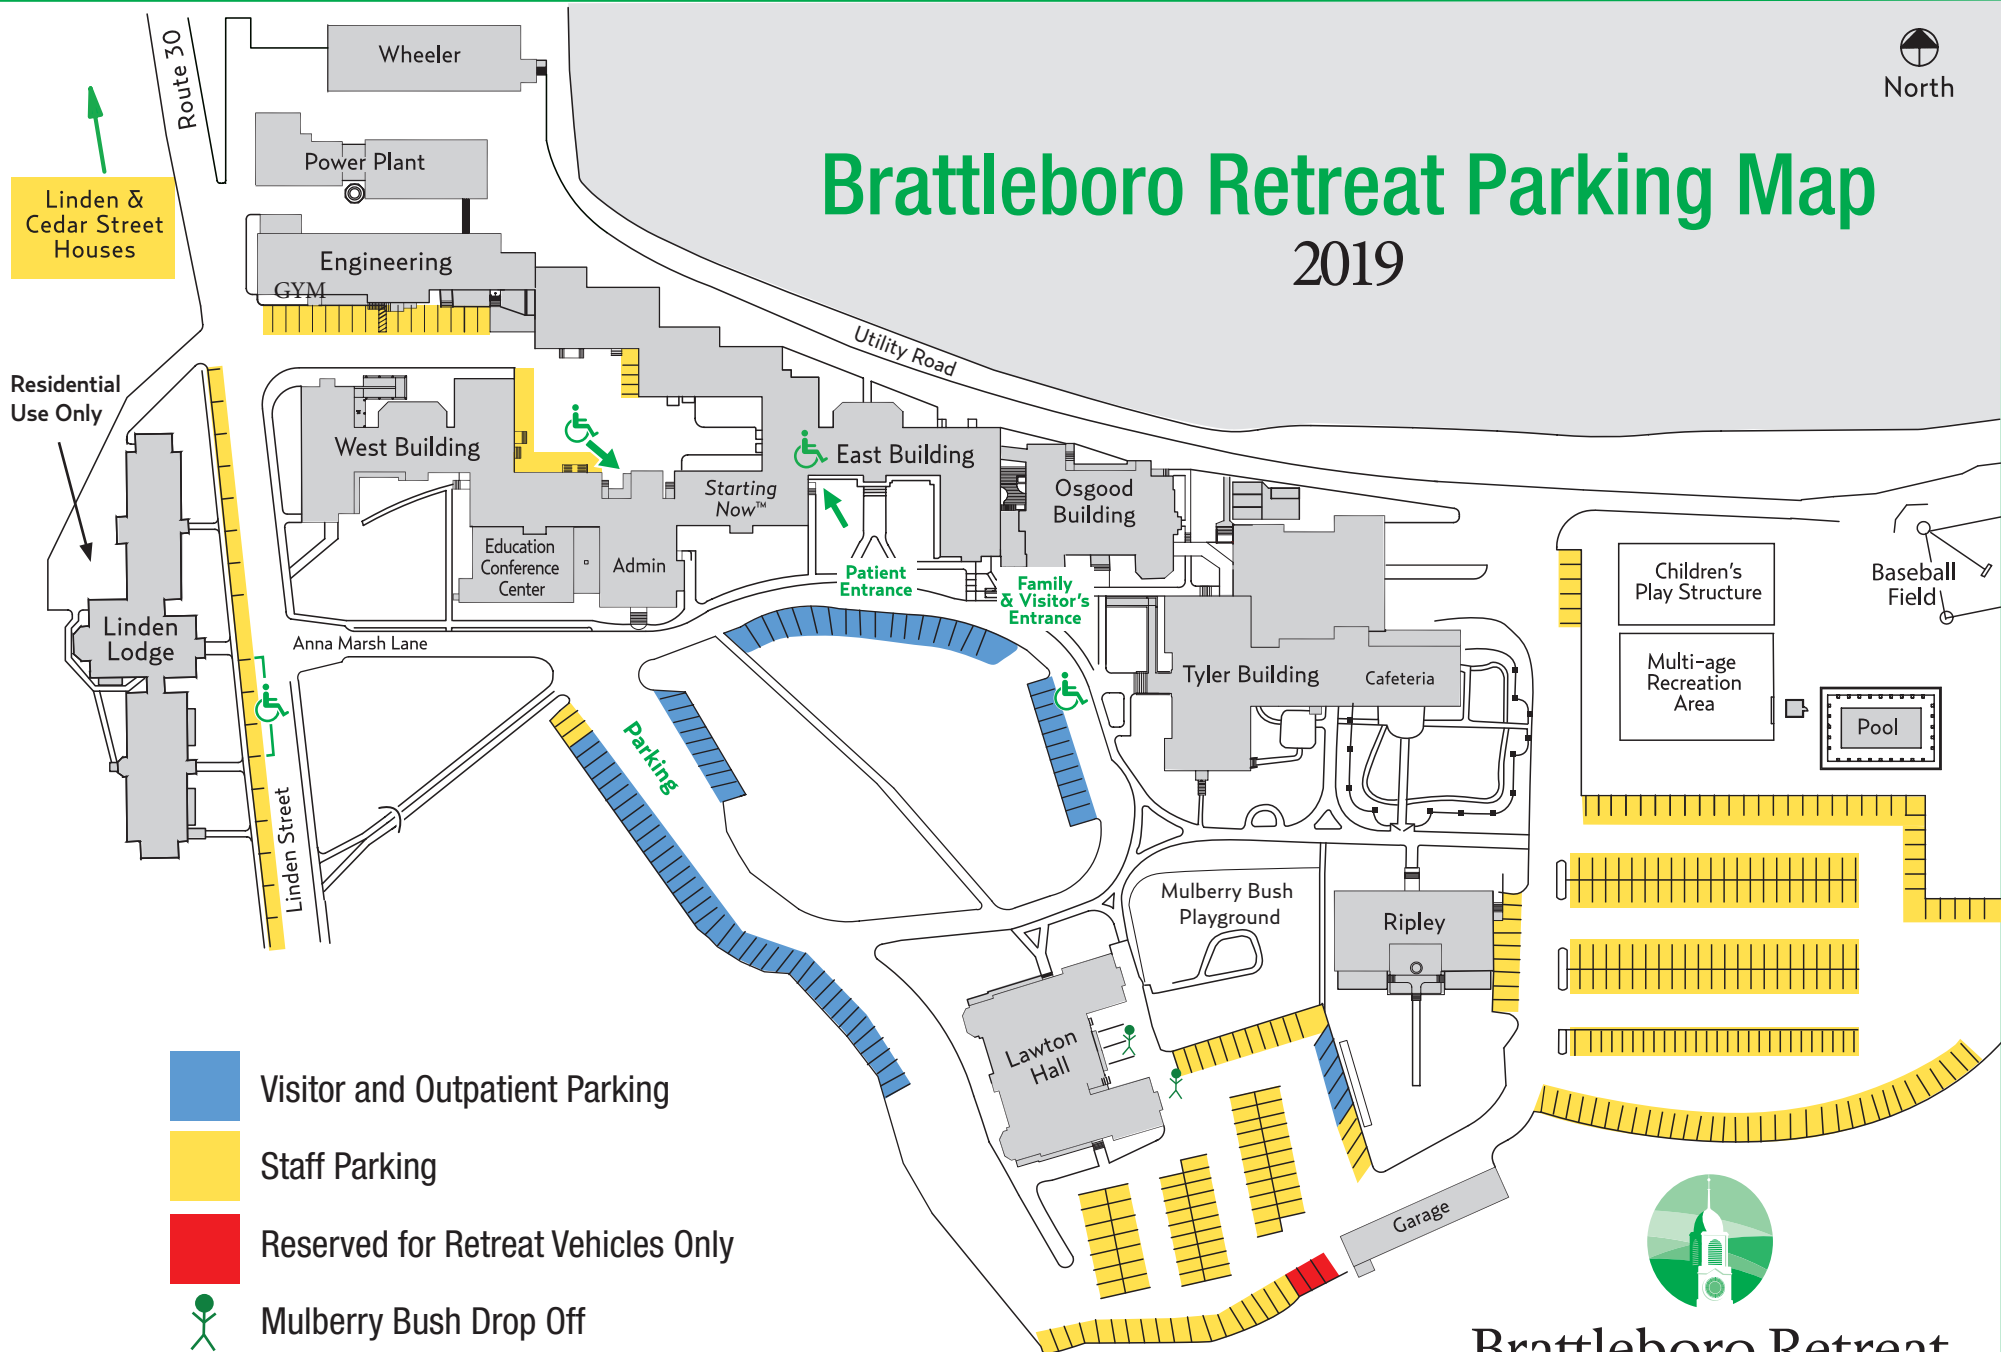 Route 30
Wheeler
North
Power Plant
Brattleboro Retreat Parking Map
2019
Linden &
Cedar Street
Houses
Engineering
GYM
Utility Road
Residential
Use Only
West Building
East Building
Starting
Now™
Osgood
Building
Education
Conference
Center
Admin
Patient
Entrance
Family
& Visitor's
Entrance
Children's
Play Structure
Baseball
Field
Linden
Lodge
Anna Marsh Lane
Multi-age
Recreation
Area
Tyler Building
Cafeteria
Pool
Parking
Linden Street
Mulberry Bush
Playground
Ripley
Lawton
Hall
Garage
Visitor and Outpatient Parking
Staff Parking
Reserved for Retreat Vehicles Only
Mulberry Bush Drop Off
Brattleboro Retreat